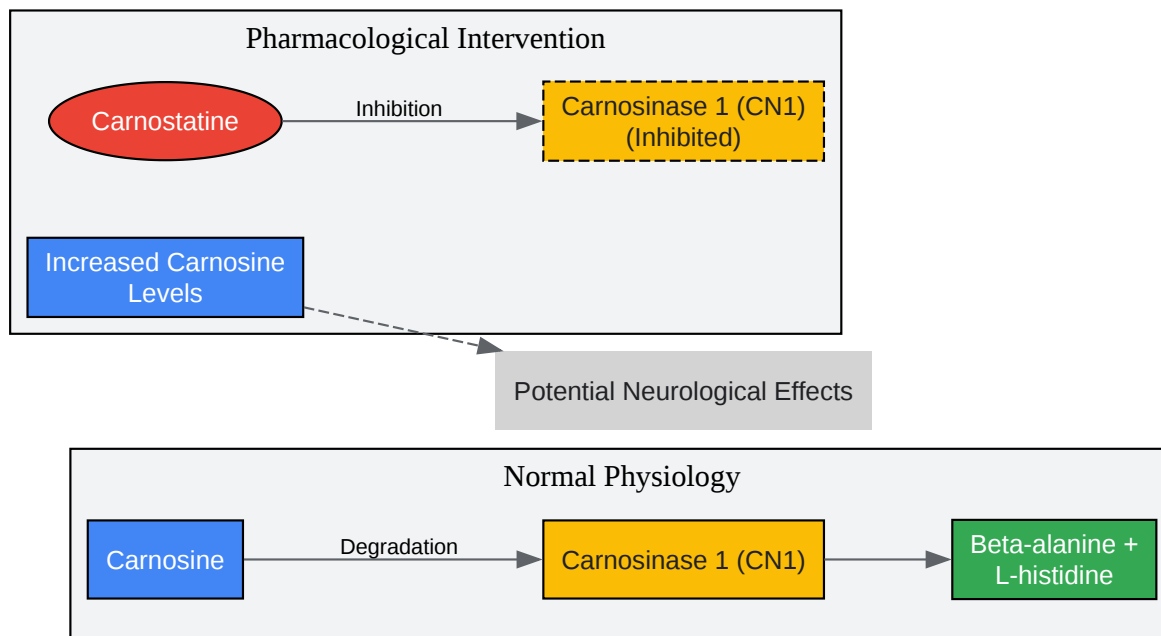 Pharmacological Intervention
Carnostatine
Inhibition
Carnosinase 1 (CN1)
(Inhibited)
Increased Carnosine
Levels
Potential Neurological Effects
Normal Physiology
Carnosine
Degradation
Carnosinase 1 (CN1)
Beta-alanine +
L-histidine